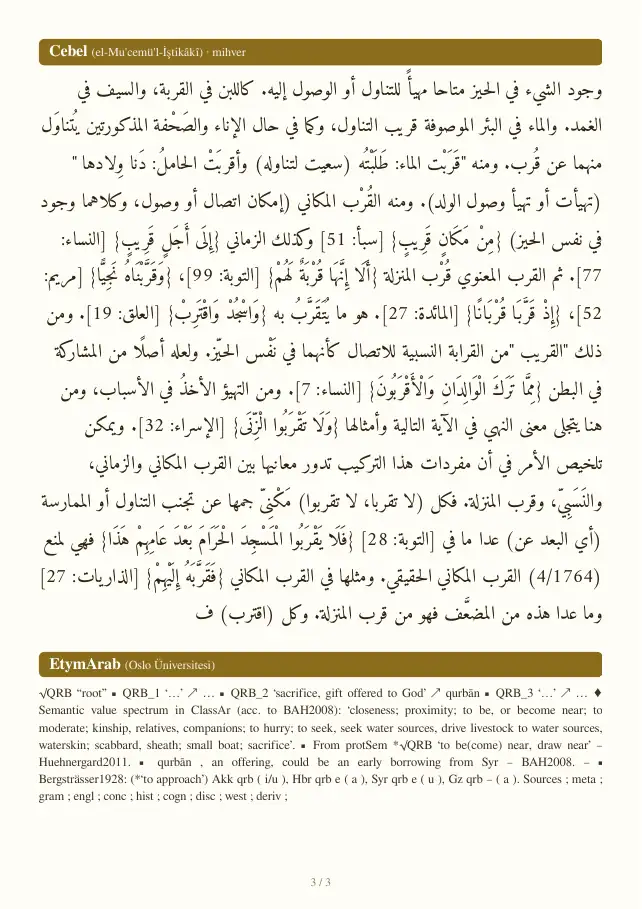 Cebel (el-Mu'cemü'l-İştikâkî) · mihver
وجود الشيء في الحيز متاحا مهيأً للتناول أو الوصول إليه. كاللبن في القربة، والسيف في
الغمد. والماء في البئر الموصوفة قريب التناول، وكما في حال الإناء والصَحْفة المذكورتين يُتناوَل
منهما عن قُرب. ومنه "قَرَبْت الماء: طَلَبْتُه (سعيت لتناوله) وأقربَتْ الحاملُ: دَنا وِلادها "
(تهيأت أو تهيأ وصول الولد). ومنه القُرْب المكاني (إمكان اتصال أو وصول، وكلاهما وجود
في نفس الحيز) {مِنْ مَكَانٍ قَرِيبٍ} [سبأ: 51] وكذلك الزماني {إِلَى أَجَلٍ قَرِيبٍ} [النساء:
77]. ثم القرب المعنوي قُرْب المنزلة {أَلَا إِنَّهَا قُرْبَةٌ لَهُمْ} [التوبة: 99]، {وَقَرَّبْنَاهُ نَجِيًّا} [مريم:
52]، {إِذْ قَرَّبَا قُرْبَانًا} [المائدة: 27]. هو ما يُتَقَرَّبُ به {وَاسْجُدْ وَاقْتَرِبْ} [العلق: 19]. ومن
ذلك "القريب "من القرابة النسبية للاتصال كأنهما في نَفْس الحيّز. ولعله أصلًا من المشاركة
في البطن {مِمَّا تَرَكَ الْوَالِدَانِ وَالْأَقْرَبُونَ} [النساء: 7]. ومن التهيؤ الأخذُ في الأسباب، ومن
هنا يتجلى معنى النهي في الآية التالية وأمثالها {وَلَا تَقْرَبُوا الْزِّنَى} [الإسراء: 32]. ويمكن
تلخيص الأمر في أن مفردات هذا التركيب تدور معانيها بين القرب المكاني والزماني،
والنَسَبِيّ، وقرب المنزلة. فكل (لا تقربا، لا تقربوا) مَكْنِىّ جمها عن تجنب التناول أو الممارسة
(أي البعد عن) عدا ما في [التوبة: 28] {فَلَا يَقْرَبُوا الْمَسْجِدَ الْحَرَامَ بَعْدَ عَامِهِمْ هَذَا} فهي لمنع
(4/1764) القرب المكاني الحقيقي. ومثلها في القرب المكاني {فَقَرَّبَهُ إِلَيْهِمْ} [الذاريات: 27]
وما عدا هذه من المضعَّف فهو من قرب المنزلة. وكل (اقترب) ف
EtymArab (Oslo Üniversitesi)
√QRB “root” ▪ QRB_1 ‘…’ ↗ … ▪ QRB_2 ‘sacrifice, gift offered to God’ ↗ qurbān ▪ QRB_3 ‘…’ ↗ … ♦
Semantic value spectrum in ClassAr (acc. to BAH2008): ‘closeness; proximity; to be, or become near; to
moderate; kinship, relatives, companions; to hurry; to seek, seek water sources, drive livestock to water sources,
waterskin; scabbard, sheath; small boat; sacrifice’. ▪ From protSem *√QRB ‘to be(come) near, draw near’ –
Huehnergard2011. ▪ qurbān , an offering, could be an early borrowing from Syr – BAH2008. – ▪
Bergsträsser1928: (*‘to approach’) Akk qrb ( i/u ), Hbr qrb e ( a ), Syr qrb e ( u ), Gz qrb – ( a ). Sources ; meta ;
gram ; engl ; conc ; hist ; cogn ; disc ; west ; deriv ;
3 / 3